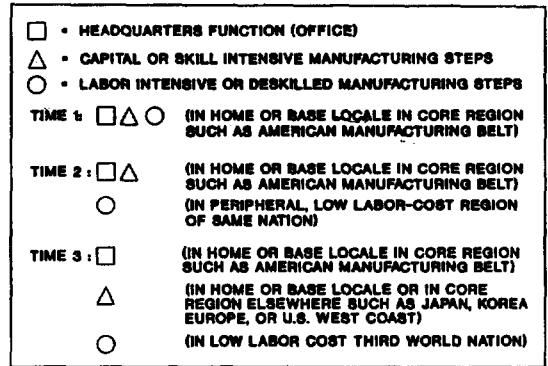 • HEADQUARTERS FUNCTION (OFFICE)
• CAPITAL OR SKILL INTENSIVE MANUFACTURING STEPS
• LABOR INTENSIVE OR DESKILLED MANUFACTURING STEPS
TIME 1: (IN HOME OR BASE LOCALE IN CORE REGION
SUCH AS AMERICAN MANUFACTURING BELT)
TIME 2: (IN HOME OR BASE LOCALE IN CORE REGION
SUCH AS AMERICAN MANUFACTURING BELT)
(IN PERIPHERAL, LOW LABOR-COST REGION
OF SAME NATION)
TIME 3: (IN HOME OR BASE LOCALE IN CORE REGION
SUCH AS AMERICAN MANUFACTURING BELT)
(IN HOME OR BASE LOCALE OR IN CORE
REGION ELSEWHERE SUCH AS JAPAN, KOREA
EUROPE, OR U.S. WEST COAST)
(IN LOW LABOR COST THIRD WORLD NATION)